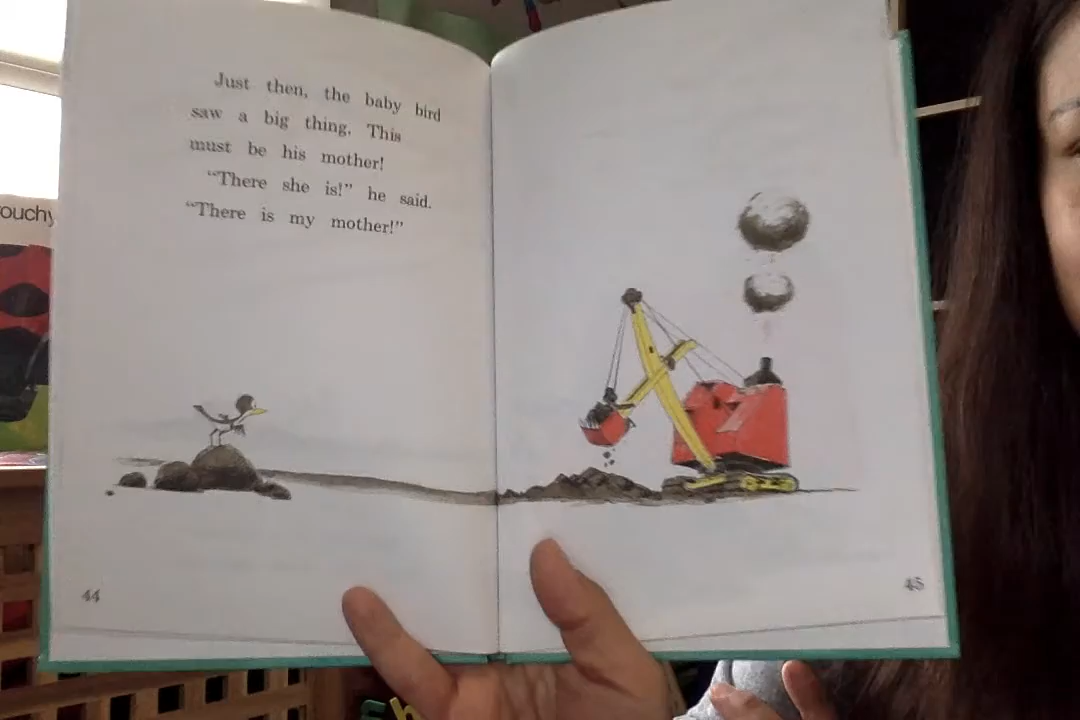 Just then, the baby bird
saw a big thing. This
must be his mother!
“There she is!” he said.
“There is my mother!”
44
45
ouchy